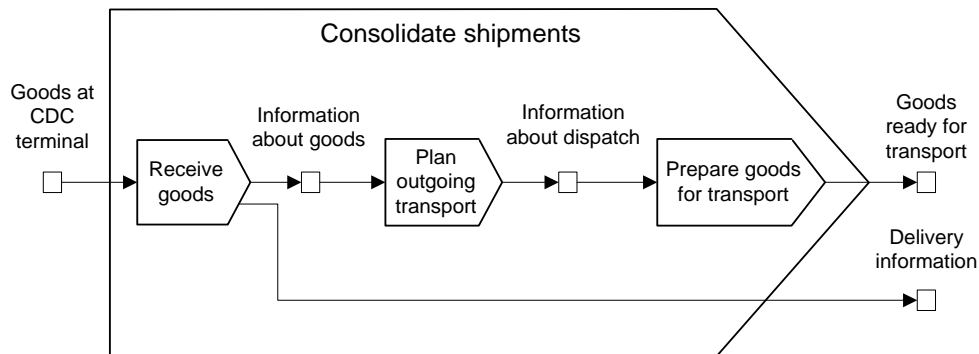 Consolidate shipments
Goods at
CDC
terminal
Information
about goods
Information
about dispatch
Goods
ready for
transport
Receive
goods
Plan
outgoing
transport
Prepare goods
for transport
Delivery
information